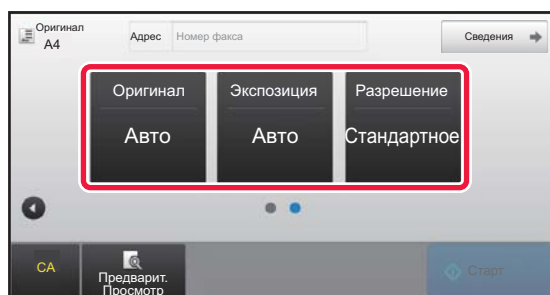 Оригинал
A4
Адрес Номер факса
Сведения
Оригинал Экспозиция Разрешение
Авто Авто Стандартное
CA
Предварит.
Просмотр
Старт